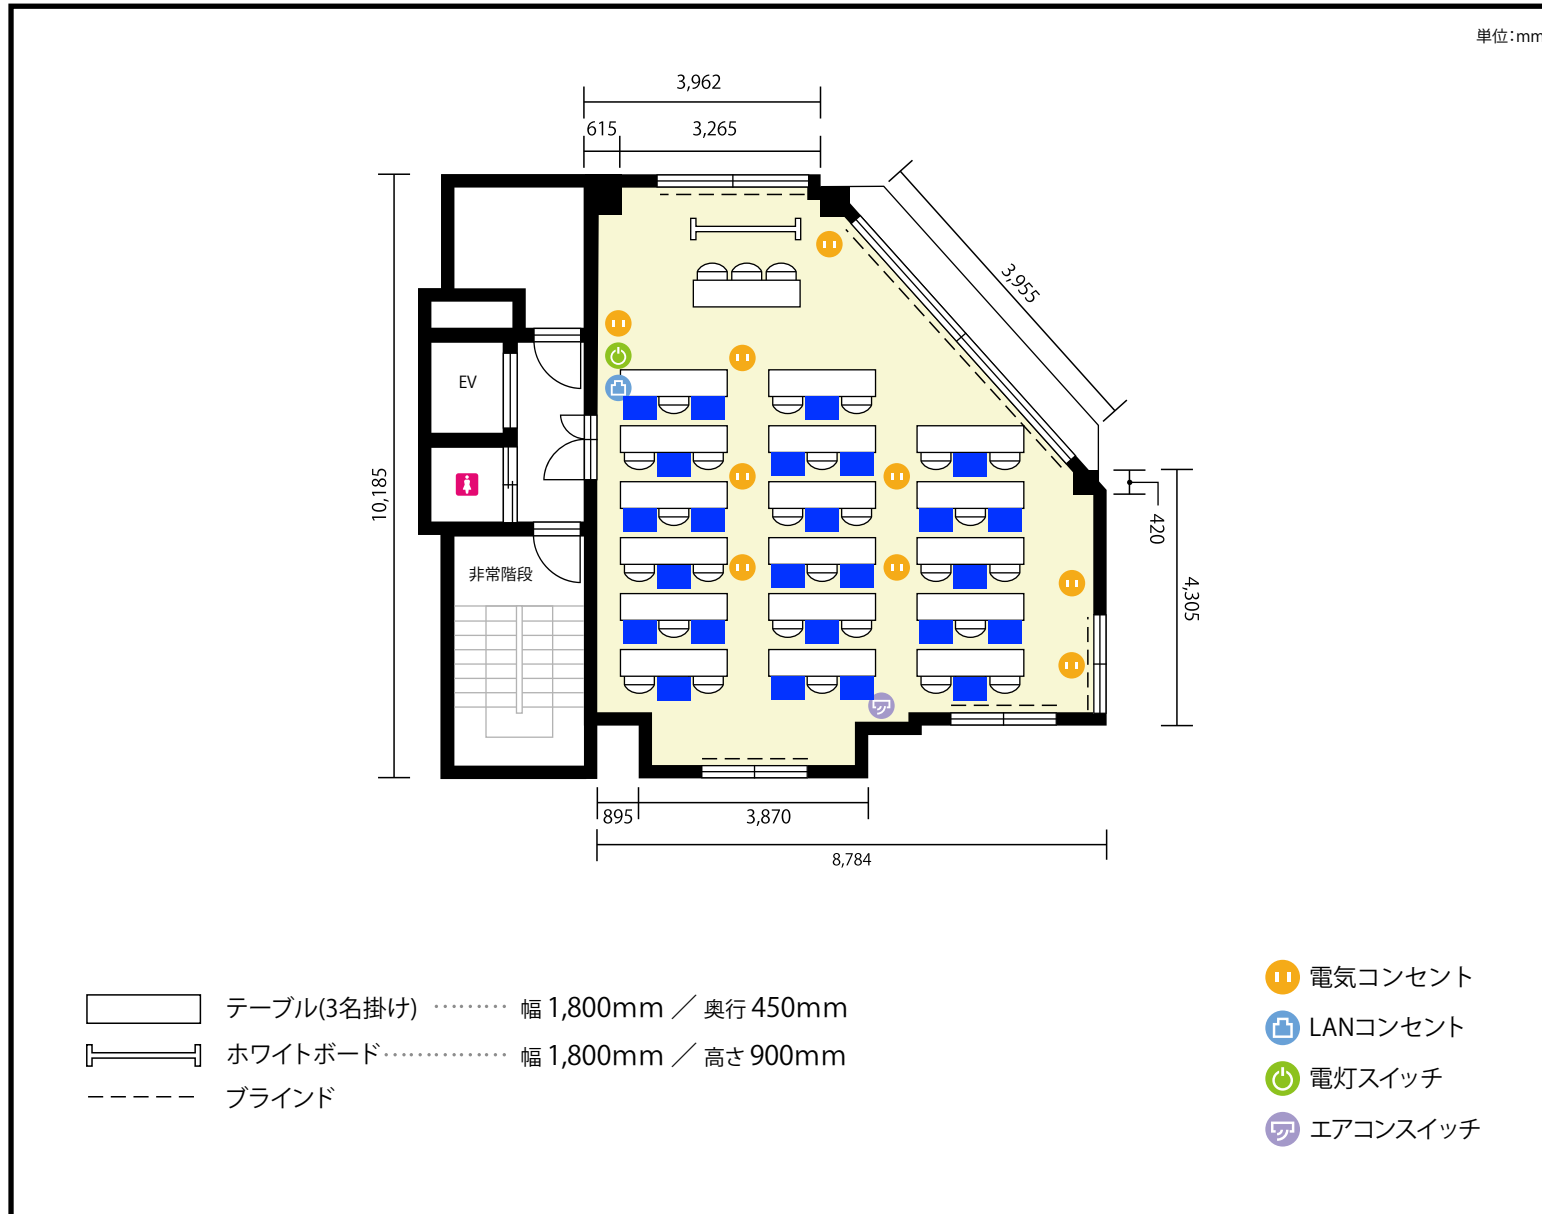 単位:mm
3,962
615
3,265
3,955
EV
10,185
420
非常階段
4,305
895
3,870
8,784
テーブル(3名掛け) ········· 幅 1,800mm ／ 奥行 450mm
ホワイトボード··············· 幅 1,800mm ／ 高さ 900mm
ブラインド
電気コンセント
LANコンセント
電灯スイッチ
エアコンスイッチ